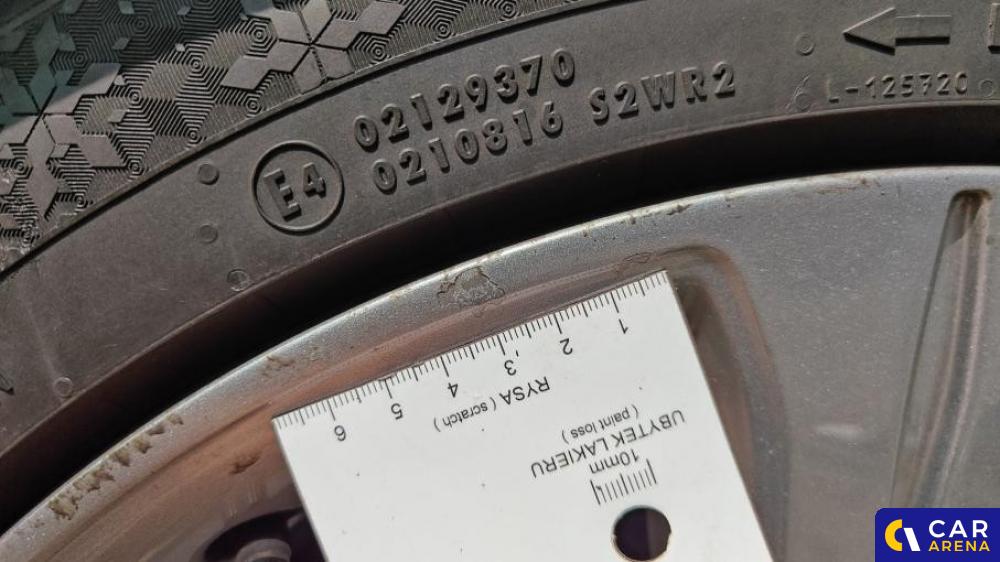 02129370
0210816 S2WR2
E4
L-125720
1 2 3 4 5 6
RYSA (scratch)
UBYTEK LAKIERU
(paint loss)
10mm
CAR
ARENA